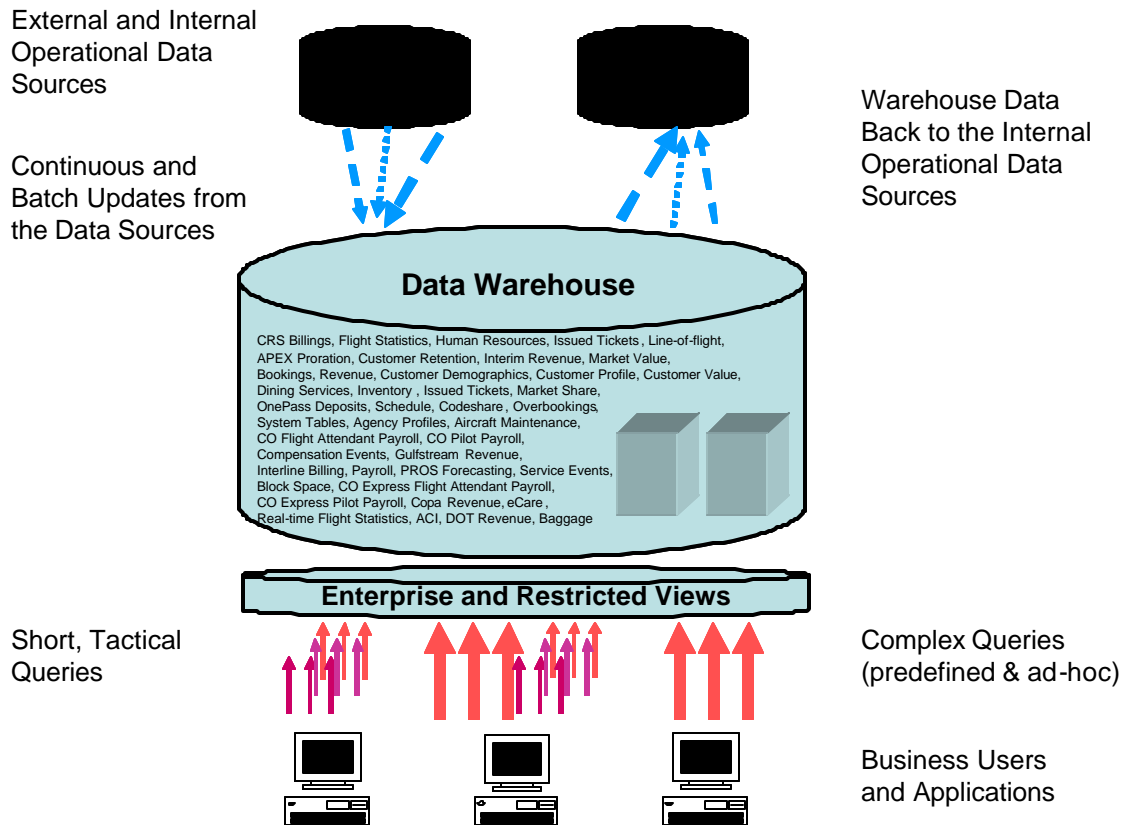 External and Internal
Operational Data
Sources
Continuous and
Batch Updates from
the Data Sources
Warehouse Data
Back to the Internal
Operational Data
Sources
Data Warehouse
CRS Billings, Flight Statistics, Human Resources, Issued Tickets, Line-of-flight,
APEX Proration, Customer Retention, Interim Revenue, Market Value,
Bookings, Revenue, Customer Demographics, Customer Profile, Customer Value,
Dining Services, Inventory, Issued Tickets, Market Share,
OnePass Deposits, Schedule, Codeshare, Overbookings,
System Tables, Agency Profiles, Aircraft Maintenance,
CO Flight Attendant Payroll, CO Pilot Payroll,
Compensation Events, Gulfstream Revenue,
Interline Billing, Payroll, PROS Forecasting, Service Events,
Block Space, CO Express Flight Attendant Payroll,
CO Express Pilot Payroll, Copa Revenue, eCare,
Real-time Flight Statistics, ACI, DOT Revenue, Baggage
Enterprise and Restricted Views
Short, Tactical
Queries
Complex Queries
(predefined & ad-hoc)
Business Users
and Applications